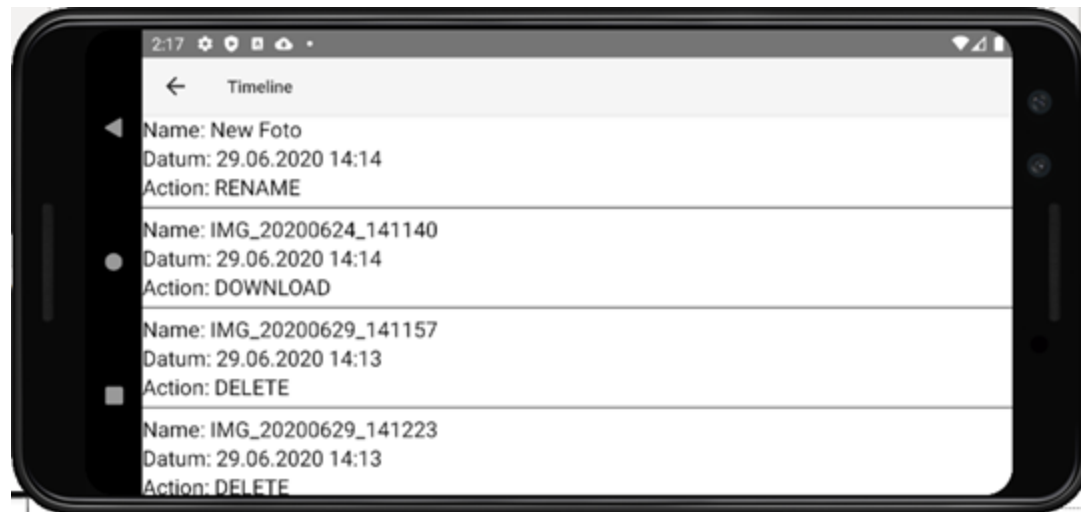 2:17
Timeline
Name: New Foto
Datum: 29.06.2020 14:14
Action: RENAME
Name: IMG_20200624_141140
Datum: 29.06.2020 14:14
Action: DOWNLOAD
Name: IMG_20200629_141157
Datum: 29.06.2020 14:13
Action: DELETE
Name: IMG_20200629_141223
Datum: 29.06.2020 14:13
Action: DELETE